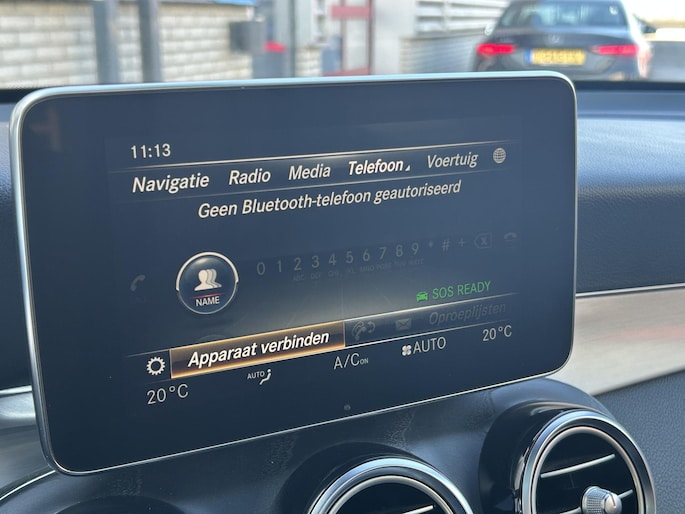 11:13
Navigatie Radio Media Telefoon Voertuig
Geen Bluetooth-telefoon geautoriseerd
0 1 2 3 4 5 6 7 8 9 * # +
NAME
SOS READY
Apparaat verbinden Oproeplijsten
20°C AUTO A/C ON AUTO 20°C